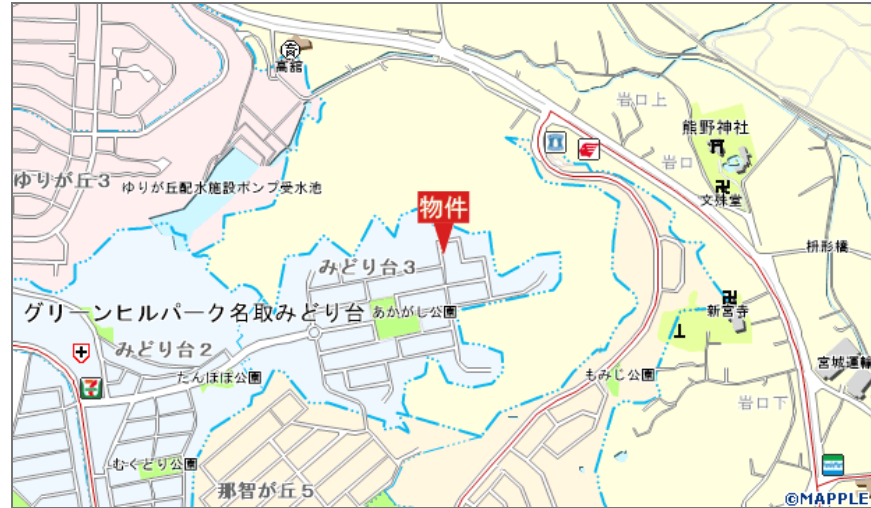 育
高舘
岩口上
熊野神社
ゆりが丘3
ゆりが丘配水施設ポンプ受水池
岩口
文殊堂
物件
枡形橋
みどり台3
グリーンヒルパーク名取みどり台
あかがし公園
新宮寺
みどり台2
たんぽぽ公園
もみじ公園
宮城運輸
岩口下
7
むくどり公園
那智が丘5
©MAPPLE